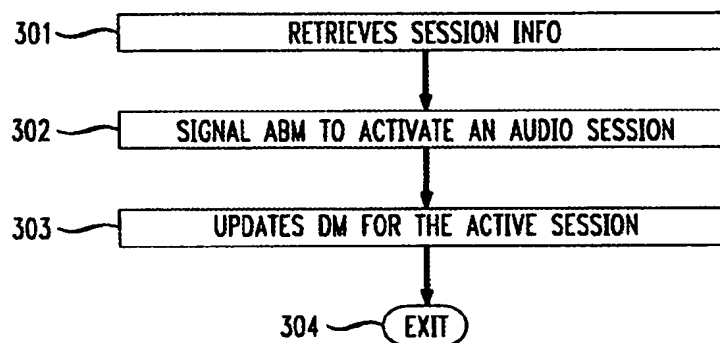 301 RETRIEVES SESSION INFO
302 SIGNAL ABM TO ACTIVATE AN AUDIO SESSION
303 UPDATES DM FOR THE ACTIVE SESSION
304 EXIT